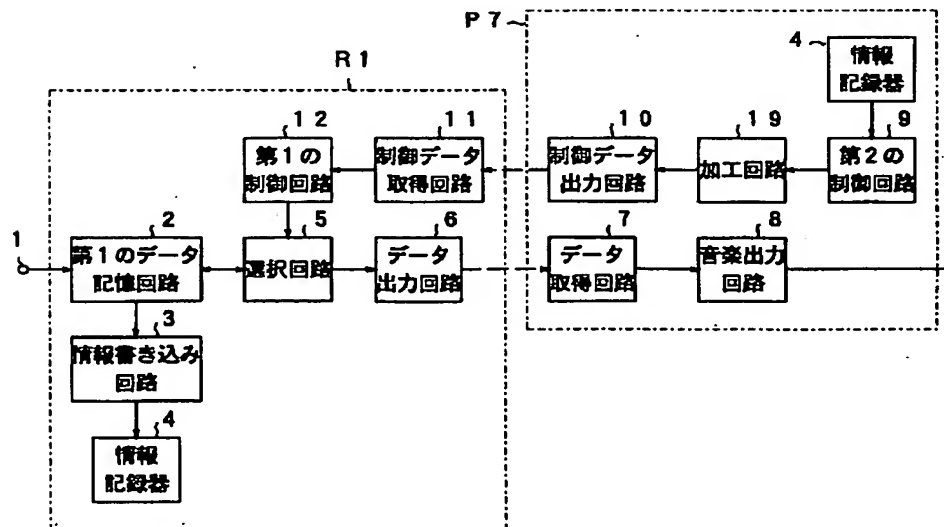 P7
R1
4
情報
記録器
12
第1の
制御回路
11
制御データ
取得回路
10
制御データ
出力回路
19
加工回路
9
第2の
制御回路
1
2
第1のデータ
記憶回路
5
選択回路
6
データ
出力回路
7
データ
取得回路
8
音楽出力
回路
3
情報書き込み
回路
4
情報
記録器